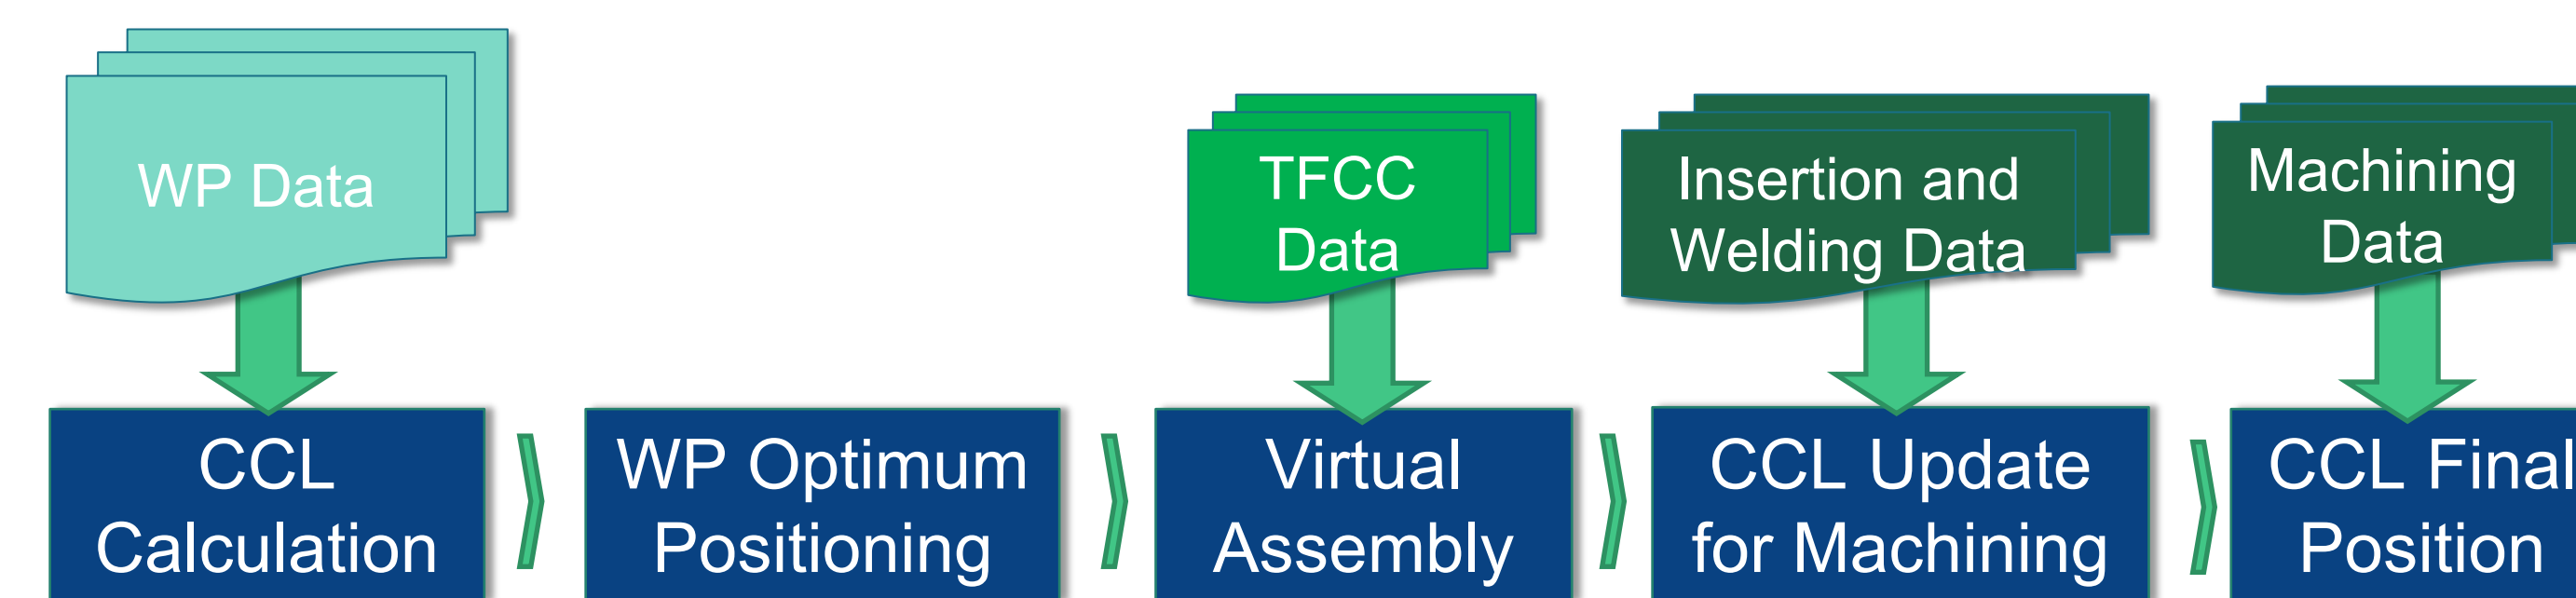 WP Data
TFCC
Data
Insertion and
Welding Data
Machining
Data
CCL
Calculation
WP Optimum
Positioning
Virtual
Assembly
CCL Update
for Machining
CCL Final
Position